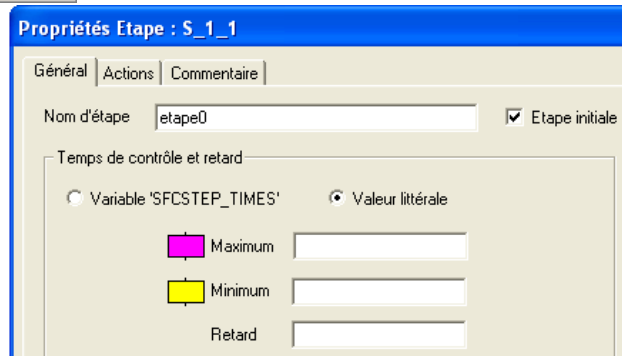 Propriétés Etape : S_1_1
Général Actions Commentaire
Nom d'étape etape0 Etape initiale
Temps de contrôle et retard
Variable 'SFCSTEP_TIMES' Valeur littérale
Maximum
Minimum
Retard